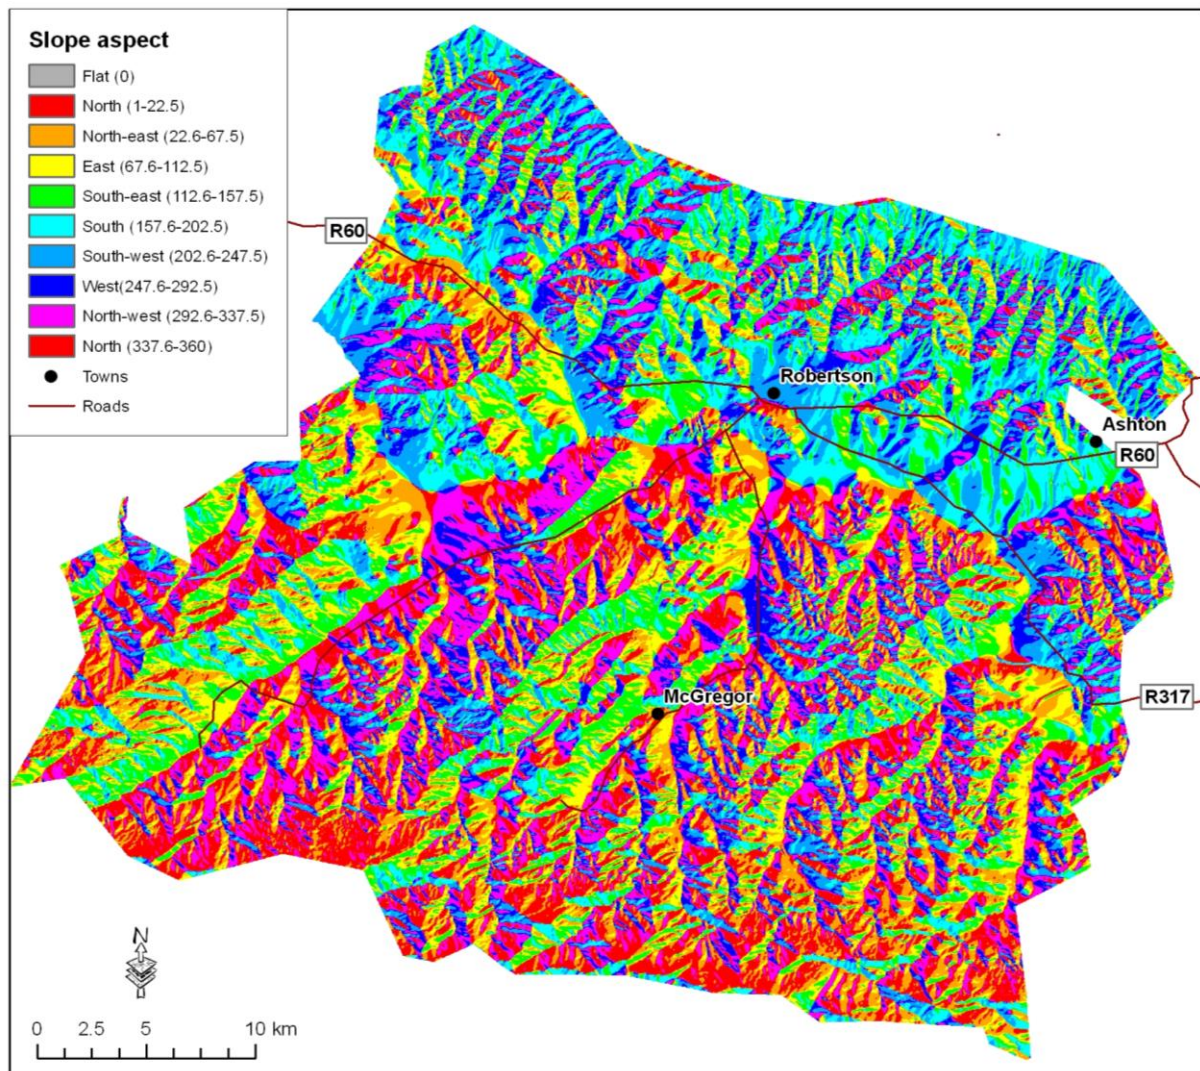 Slope aspect
Flat (0)
North (1-22.5)
North-east (22.6-67.5)
East (67.6-112.5)
South-east (112.6-157.5)
South (157.6-202.5)
South-west (202.6-247.5)
West(247.6-292.5)
North-west (292.6-337.5)
North (337.6-360)
Towns
Roads
R60
Robertson
Ashton
R60
McGregor
R317
N
0 2.5 5 10 km